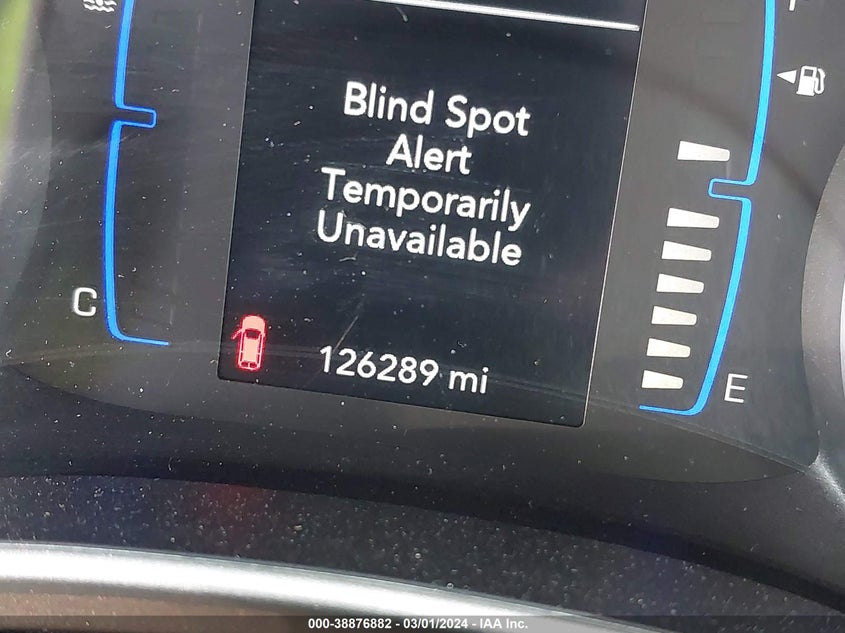 Blind Spot
Alert
Temporarily
Unavailable
C
126289 mi
E
000-38876882 - 03/01/2024 - IAA Inc.